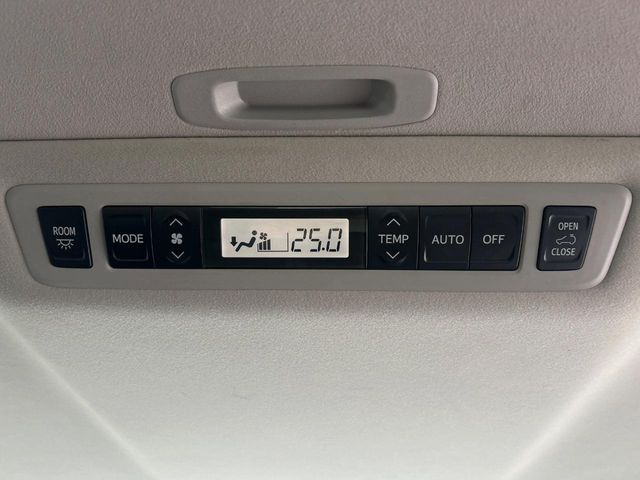 ROOM
MODE
25.0
TEMP
AUTO
OFF
OPEN
CLOSE